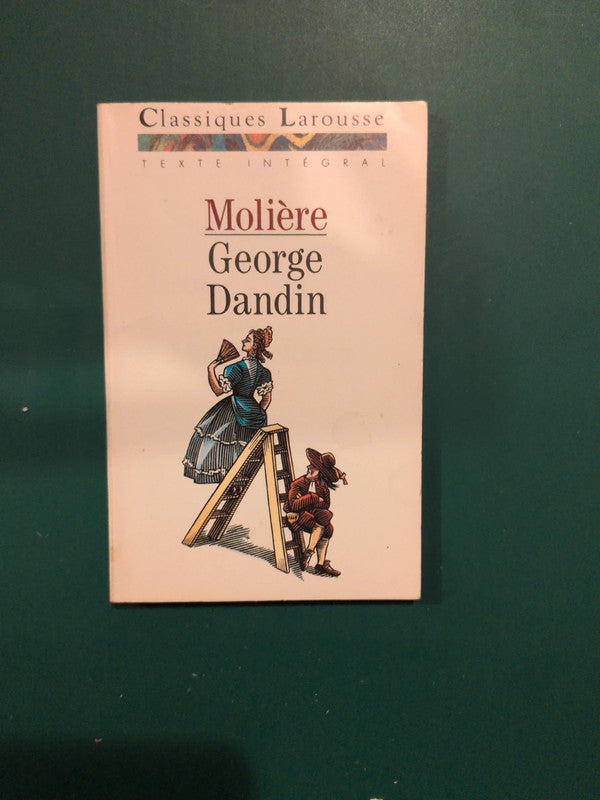 Classiques Larousse
TEXTE INTÉGRAL
Molière
George
Dandin